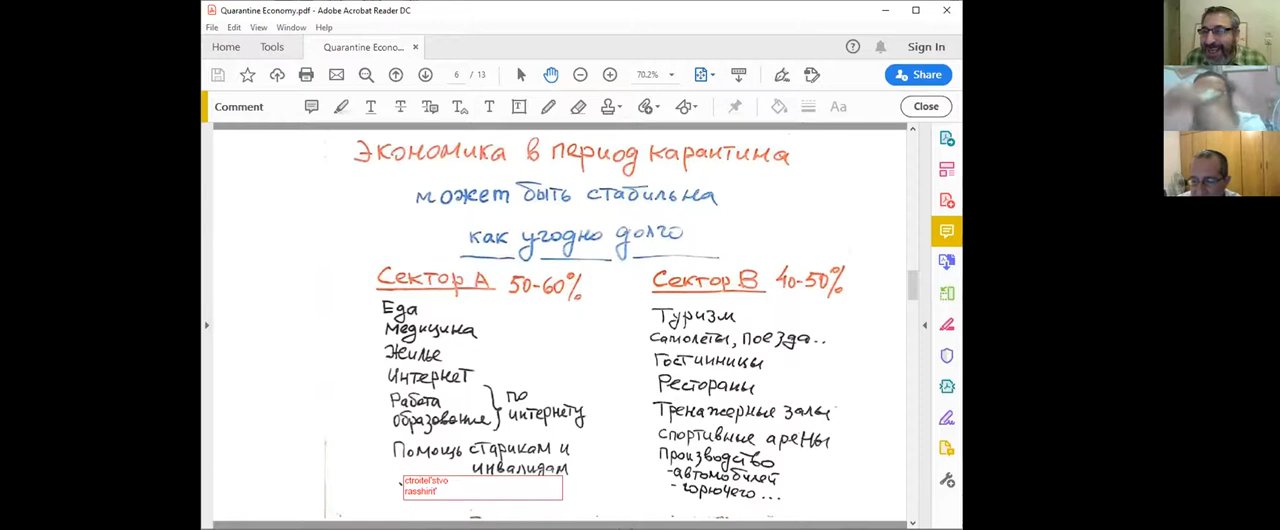 Quarantine Economy.pdf - Adobe Acrobat Reader DC
File Edit View Window Help
Home Tools Quarantine Econo... × Sign In
6 / 13 70.2% Share
Comment Aa Close
Экономика в период карантина
может быть стабильна
как угодно долго
Сектор А 50-60%
Еда
Медицина
Жилье
Интернет
Работа
образование
по
интернету
Помощь старикам и
инвалидам
ctroitel'stvo
rasshirit'
Сектор В 40-50%
Туризм
Самолеты, поезда..
Гостинницы
Рестораны
Тренажерные залы
Спортивные арены
Производство
-автомобилей
-горючего...